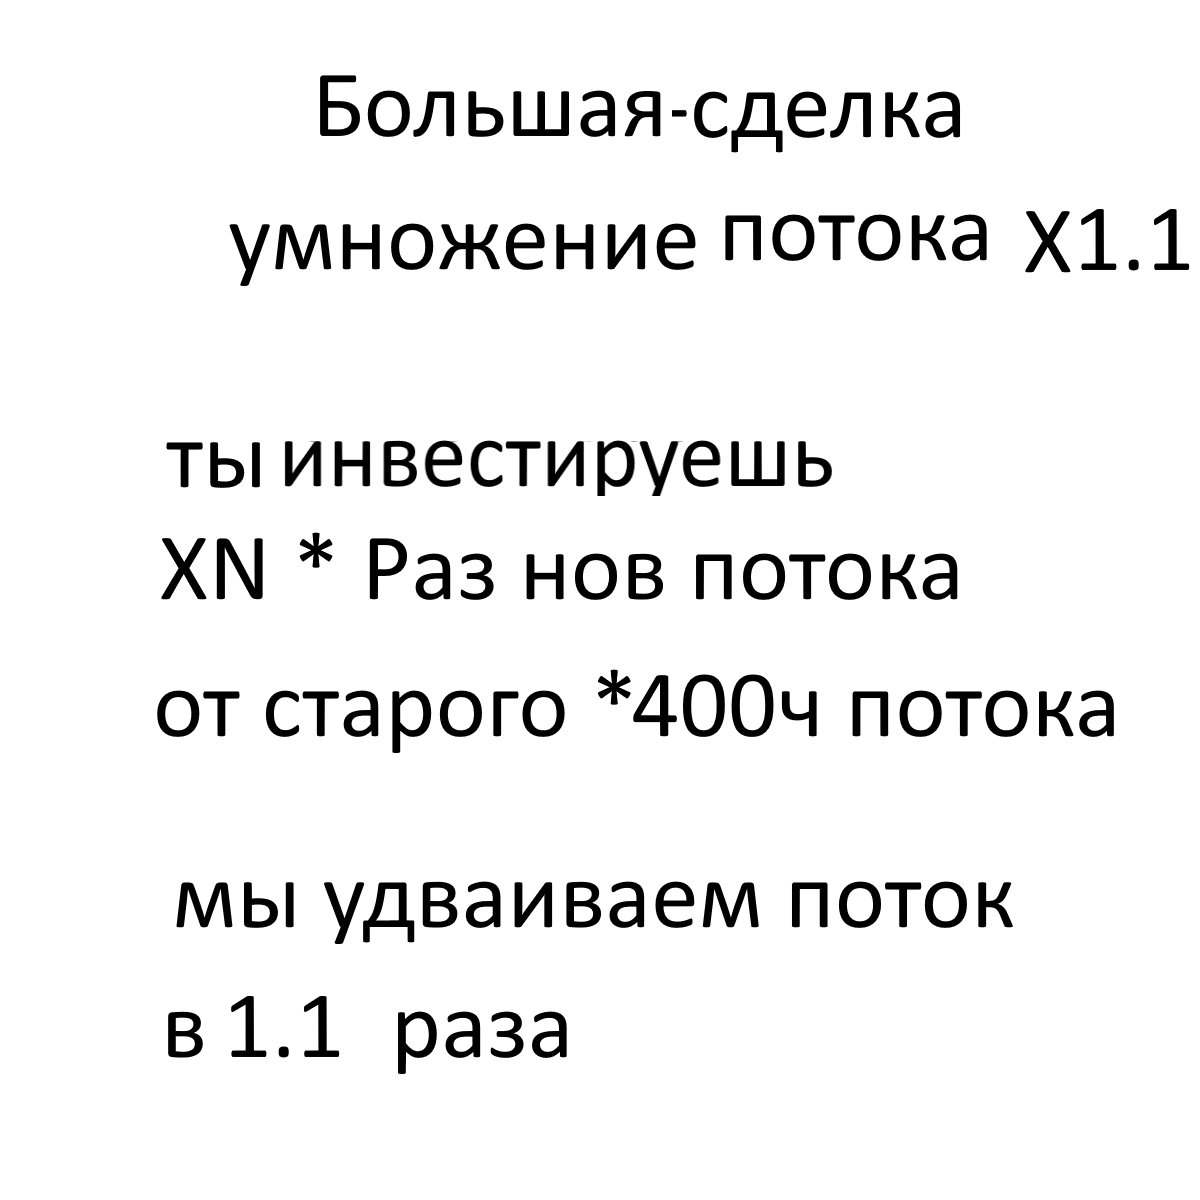 Большая-сделка
умножение потока X1.1
ты инвестируешь
XN * Раз нов потока
от старого *400ч потока
мы удваиваем поток
в 1.1 раза